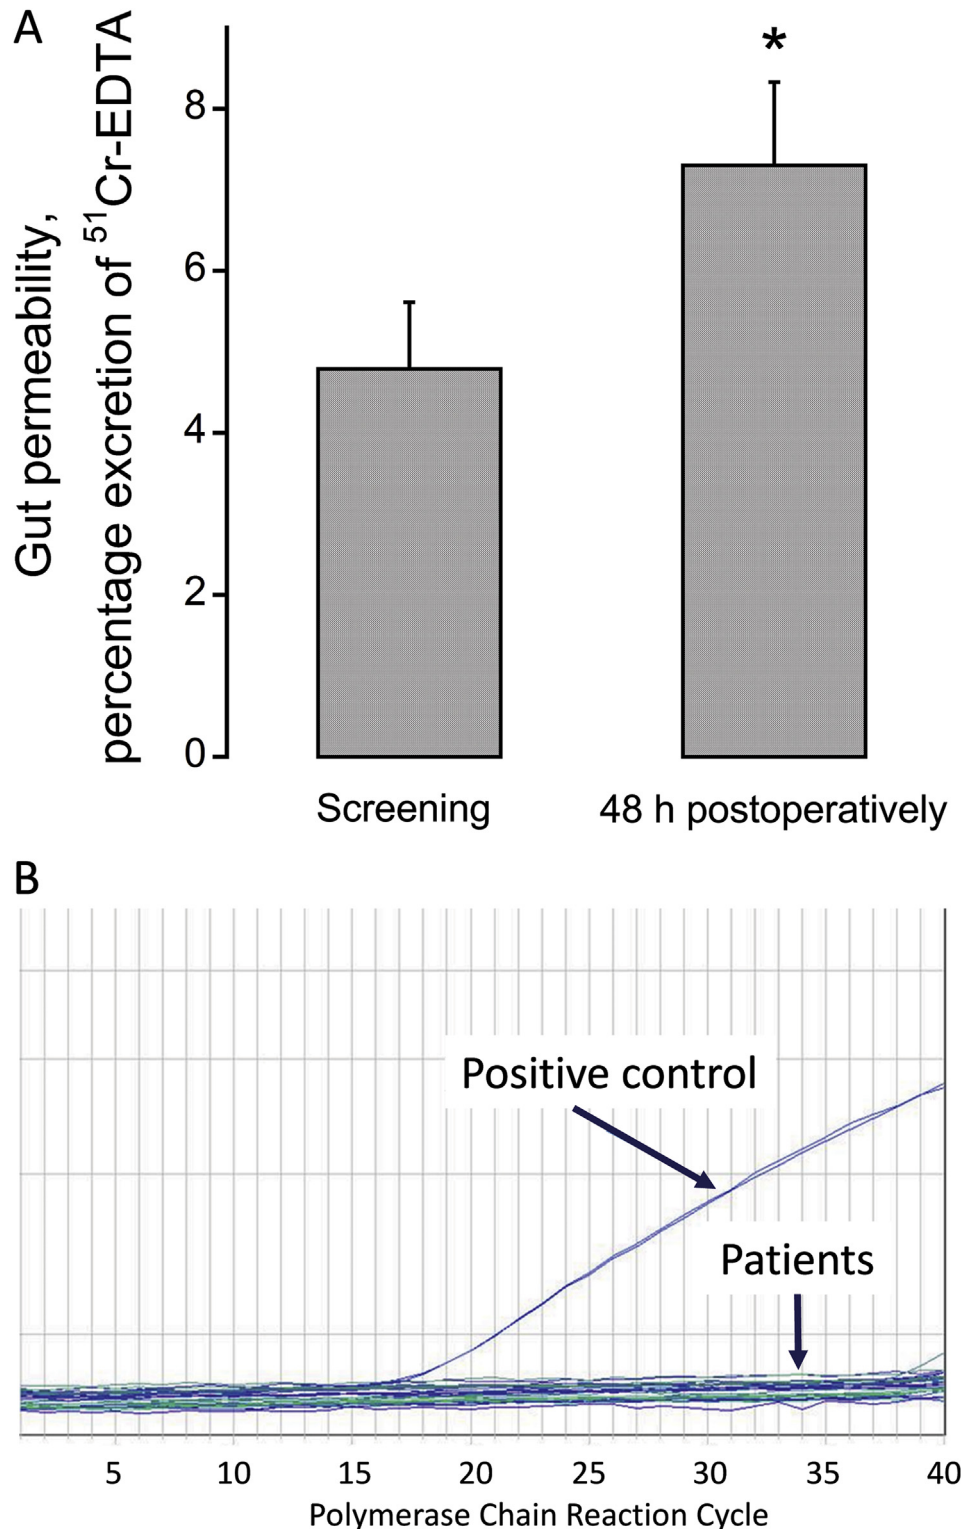 A
Gut permeability,
percentage excretion of ⁵¹Cr-EDTA
8
6
4
2
0
*
Screening
48 h postoperatively
B
Positive control
Patients
5 10 15 20 25 30 35 40
Polymerase Chain Reaction Cycle